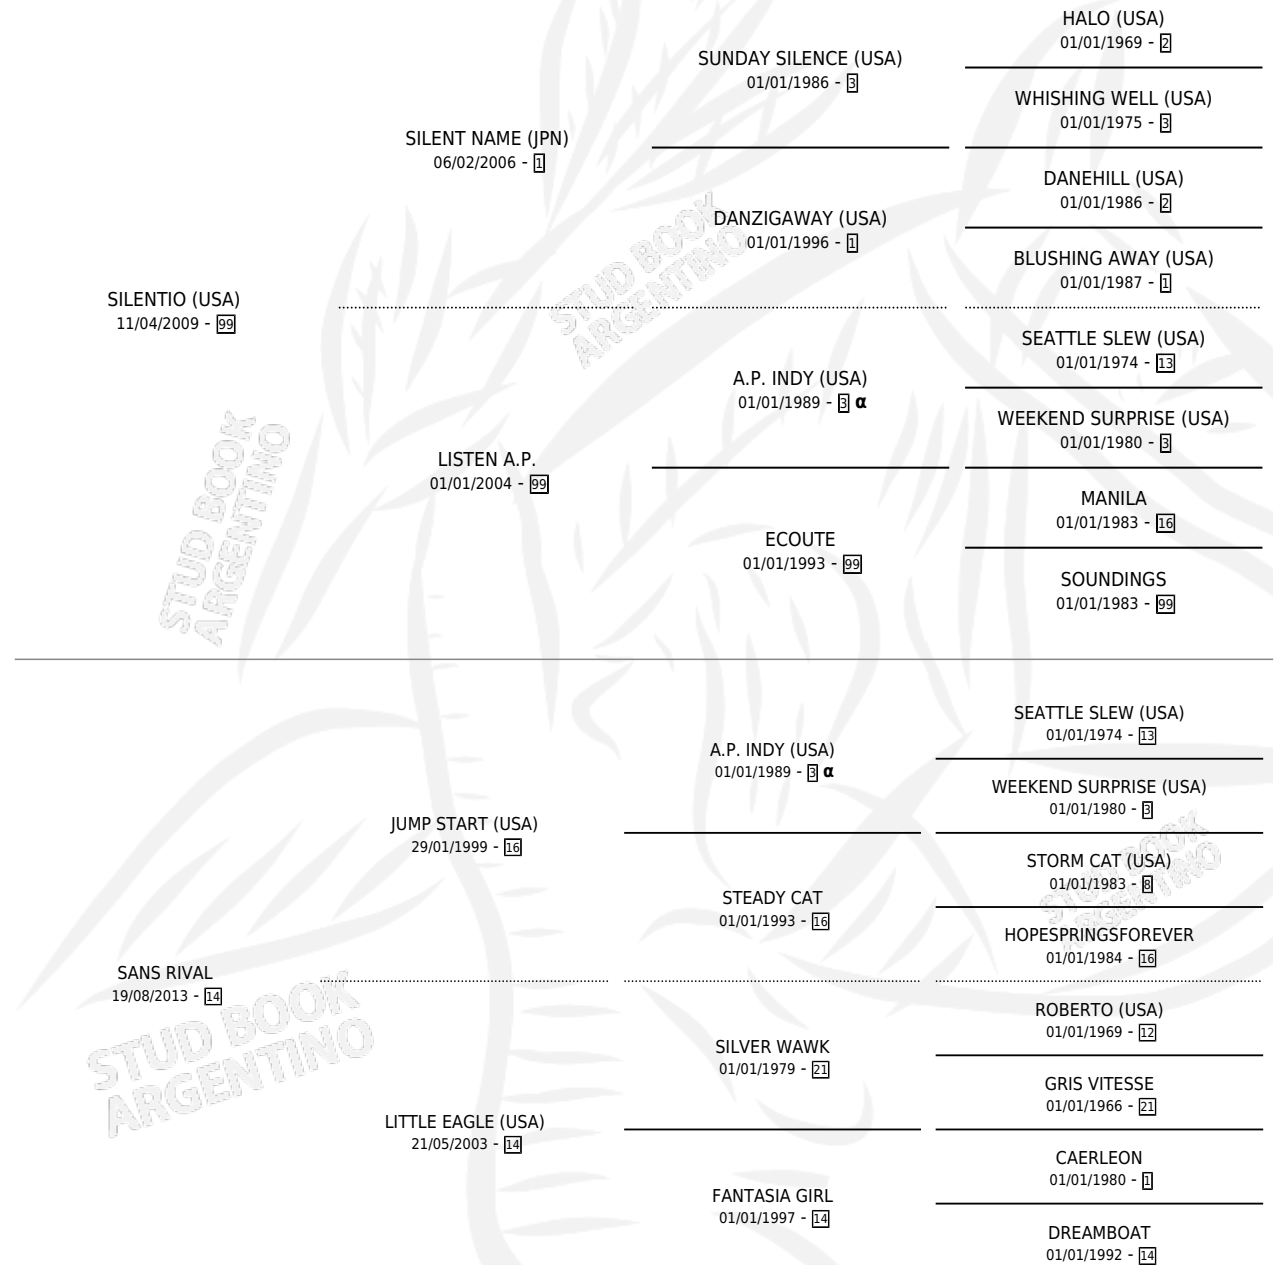 HALO (USA)
01/01/1969 - 2
SUNDAY SILENCE (USA)
01/01/1986 - 3
WHISHING WELL (USA)
01/01/1975 - 3
SILENT NAME (JPN)
06/02/2006 - 1
DANEHILL (USA)
01/01/1986 - 2
DANZIGAWAY (USA)
01/01/1996 - 1
BLUSHING AWAY (USA)
01/01/1987 - 1
STUD BOOK
ARGENTINO
SILENTIO (USA)
11/04/2009 - 99
SEATTLE SLEW (USA)
01/01/1974 - 13
A.P. INDY (USA)
01/01/1989 - 3 α
WEEKEND SURPRISE (USA)
01/01/1980 - 3
LISTEN A.P.
01/01/2004 - 99
MANILA
01/01/1983 - 16
ECOUTE
01/01/1993 - 99
SOUNDINGS
01/01/1983 - 99
STUD BOOK
ARGENTINO
SEATTLE SLEW (USA)
01/01/1974 - 13
A.P. INDY (USA)
01/01/1989 - 3 α
WEEKEND SURPRISE (USA)
01/01/1980 - 3
JUMP START (USA)
29/01/1999 - 16
STORM CAT (USA)
01/01/1983 - 8
STEADY CAT
01/01/1993 - 16
HOPESPRINGSFOREVER
01/01/1984 - 16
STUD BOOK
ARGENTINO
SANS RIVAL
19/08/2013 - 14
ROBERTO (USA)
01/01/1969 - 12
SILVER WAWK
01/01/1979 - 21
GRIS VITESSE
01/01/1966 - 21
STUD BOOK
ARGENTINO
LITTLE EAGLE (USA)
21/05/2003 - 14
CAERLEON
01/01/1980 - 1
FANTASIA GIRL
01/01/1997 - 14
DREAMBOAT
01/01/1992 - 14